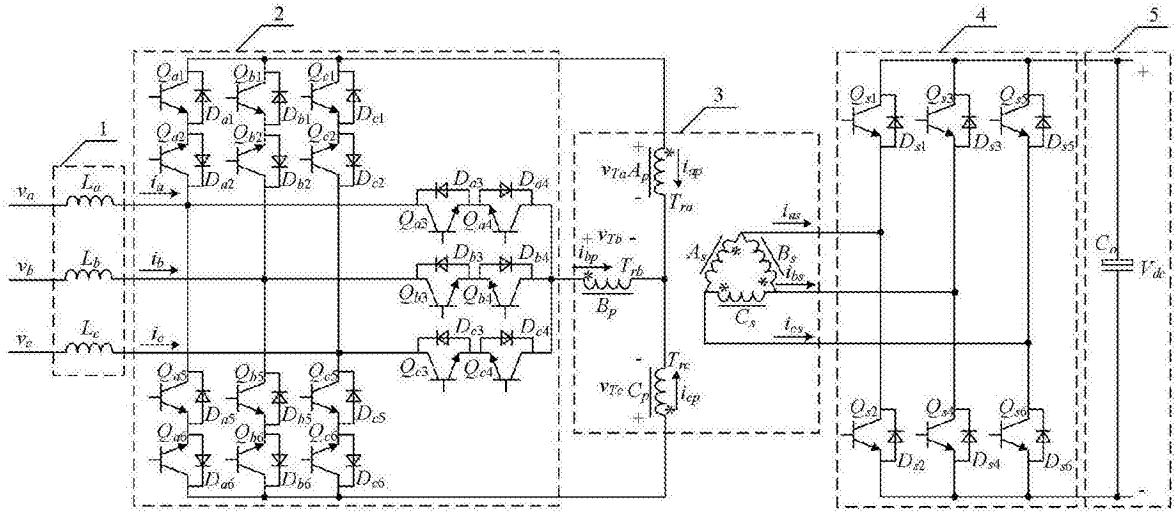 1
2
3
4
5
Qa1
Qb1
Qc1
Da1
Db1
Dc1
Qa2
Qb2
Qc2
Da2
Db2
Dc2
va
La
ia
vb
Lb
ib
vc
Lc
ic
Da3
Da4
Qa3
Qa4
Db3
Db4
Qb3
Qb4
Dc3
Dc4
Qc3
Qc4
Qa5
Qb5
Qc5
Da5
Db5
Dc5
Qa6
Qb6
Qc6
Da6
Db6
Dc6
+
vTa
Ap
*
iap
-
Tra
+
vTb
-
ibp
*
Trb
Bp
-
Trc
vTc
Cp
icp
+
*
As
Bs
*
*
*
Cs
ias
ibs
ics
Qs1
Qs3
Qs5
Ds1
Ds3
Ds5
Qs2
Qs4
Qs6
Ds2
Ds4
Ds6
+
Co
Vdc
-